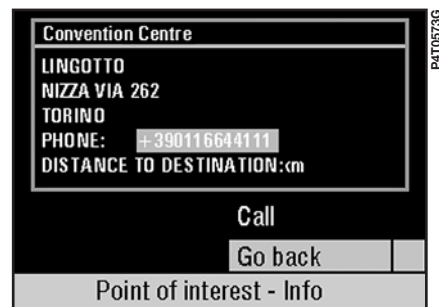 Convention Centre
LINGOTTO
NIZZA VIA 262
TORINO
PHONE: +390116644111
DISTANCE TO DESTINATION:km
Call
Go back
Point of interest - Info
P4T0573G